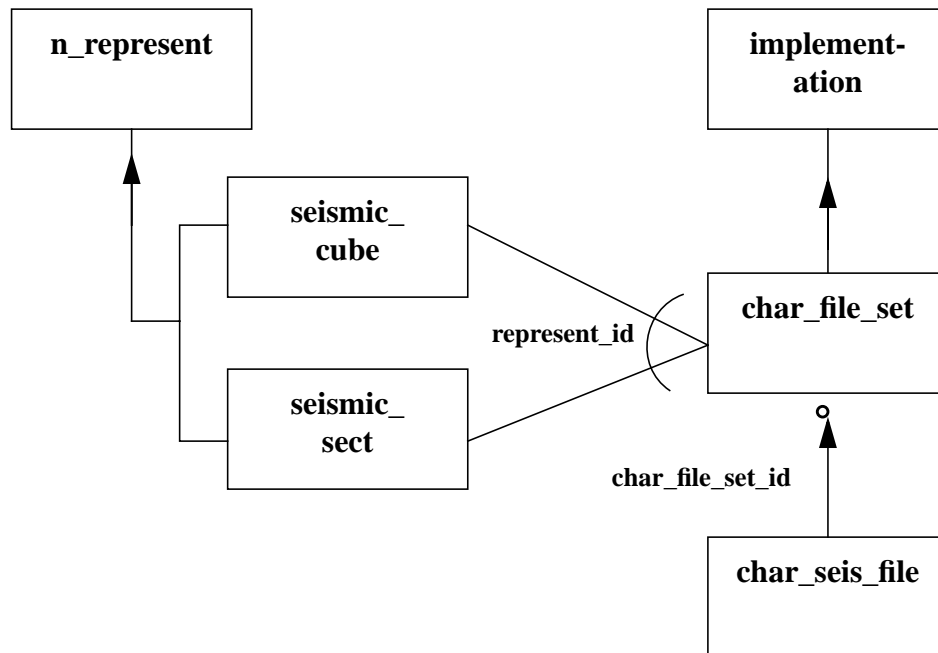 n_represent
implement-
ation
seismic_
cube
char_file_set
represent_id
seismic_
sect
char_file_set_id
char_seis_file